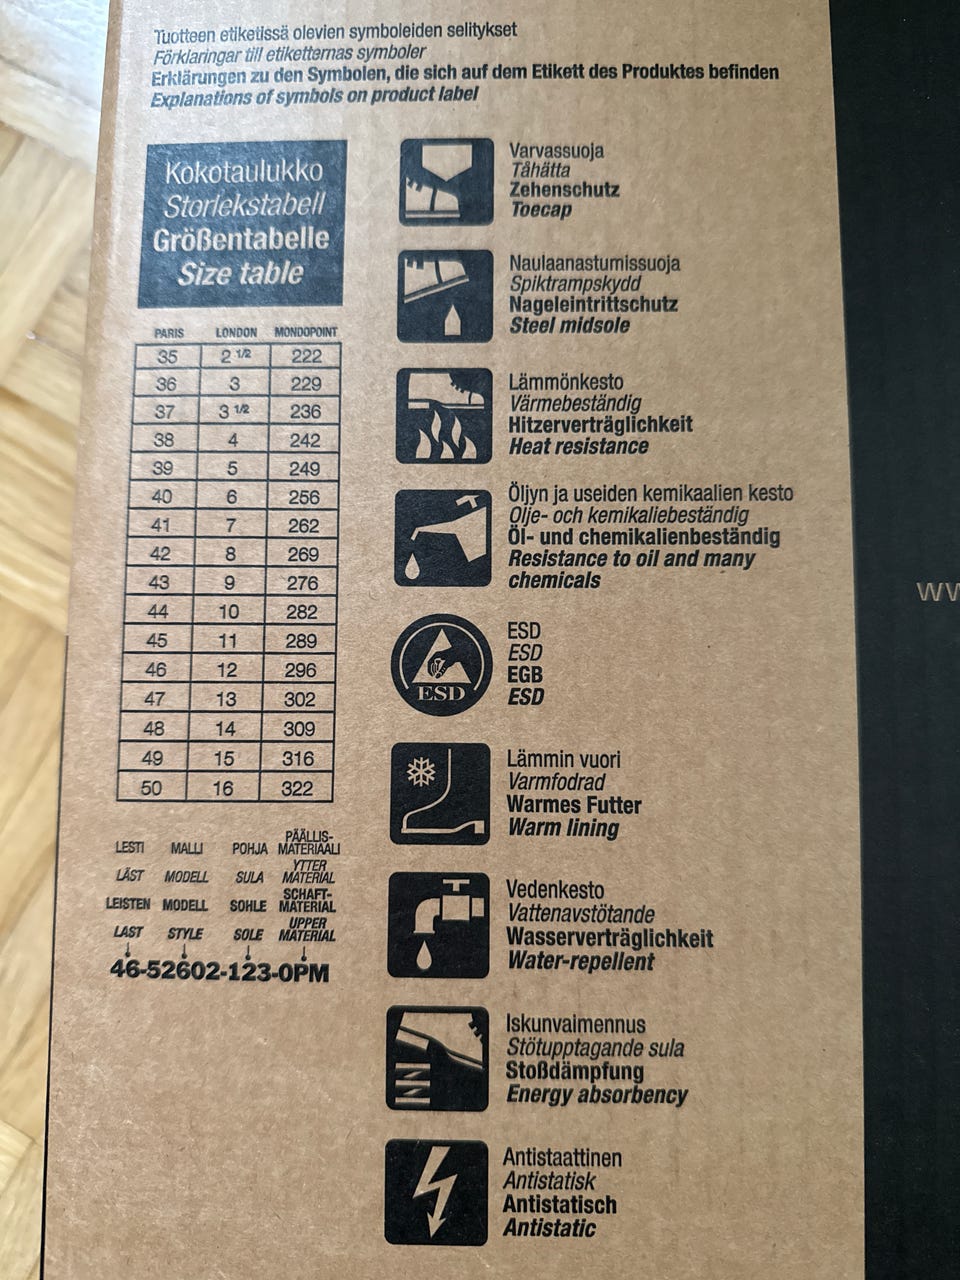 Tuotteen etiketissä olevien symboleiden selitykset
Förklaringar till etiketternas symboler
Erklärungen zu den Symbolen, die sich auf dem Etikett des Produktes befinden
Explanations of symbols on product label
Kokotaulukko
Storlekstabell
Größentabelle
Size table
PARIS LONDON MONDOPOINT
35 2 1/2 222
36 3 229
37 3 1/2 236
38 4 242
39 5 249
40 6 256
41 7 262
42 8 269
43 9 276
44 10 282
45 11 289
46 12 296
47 13 302
48 14 309
49 15 316
50 16 322
LESTI MALLI POHJA PÄÄLLIS-
MATERIAALI
LÄST MODELL SULA YTTER
MATERIAL
LEISTEN MODELL SOHLE SCHAFT-
MATERIAL
LAST STYLE SOLE UPPER
MATERIAL
46-52602-123-0PM
Varvassuoja
Tåhätta
Zehenschutz
Toecap
Naulaanastumissuoja
Spiktrampskydd
Nageleintrittschutz
Steel midsole
Lämmönkesto
Värmebeständig
Hitzerverträglichkeit
Heat resistance
Öljyn ja useiden kemikaalien kesto
Olje- och kemikaliebeständig
Öl- und chemikalienbeständig
Resistance to oil and many
chemicals
ESD
ESD
ESD
EGB
ESD
Lämmin vuori
Varmfodrad
Warmes Futter
Warm lining
Vedenkesto
Vattenavstötande
Wasserverträglichkeit
Water-repellent
Iskunvaimennus
Stötupptagande sula
Stoßdämpfung
Energy absorbency
Antistaattinen
Antistatisk
Antistatisch
Antistatic